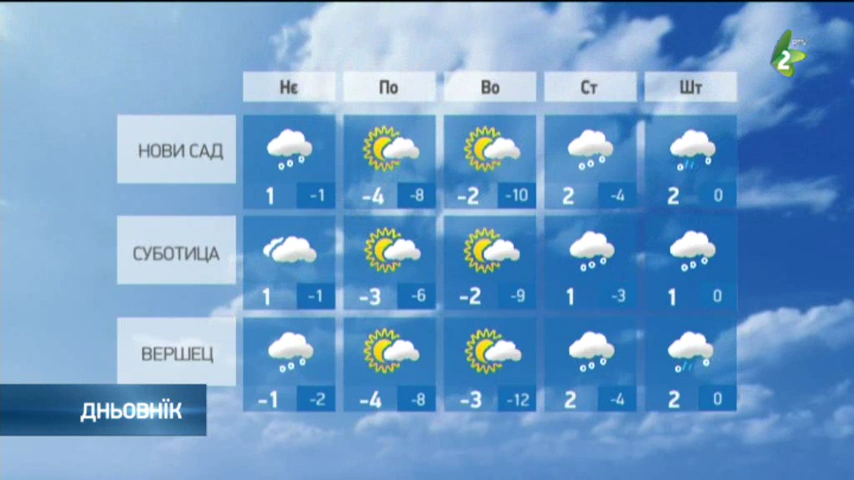 2
Нє По Во Ст Шт
НОВИ САД 1 -1 -4 -8 -2 -10 2 -4 2 0
СУБОТИЦА 1 -1 -3 -6 -2 -9 1 -3 1 0
ВЕРШЕЦ -1 -2 -4 -8 -3 -12 2 -4 2 0
ДНЬОВНЇК